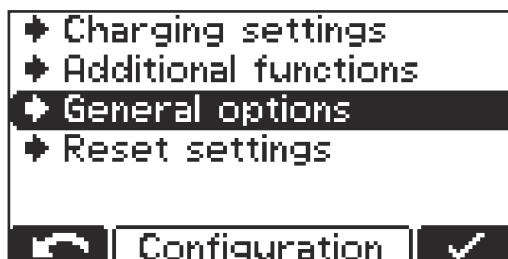 Charging settings
Additional functions
General options
Reset settings
Configuration